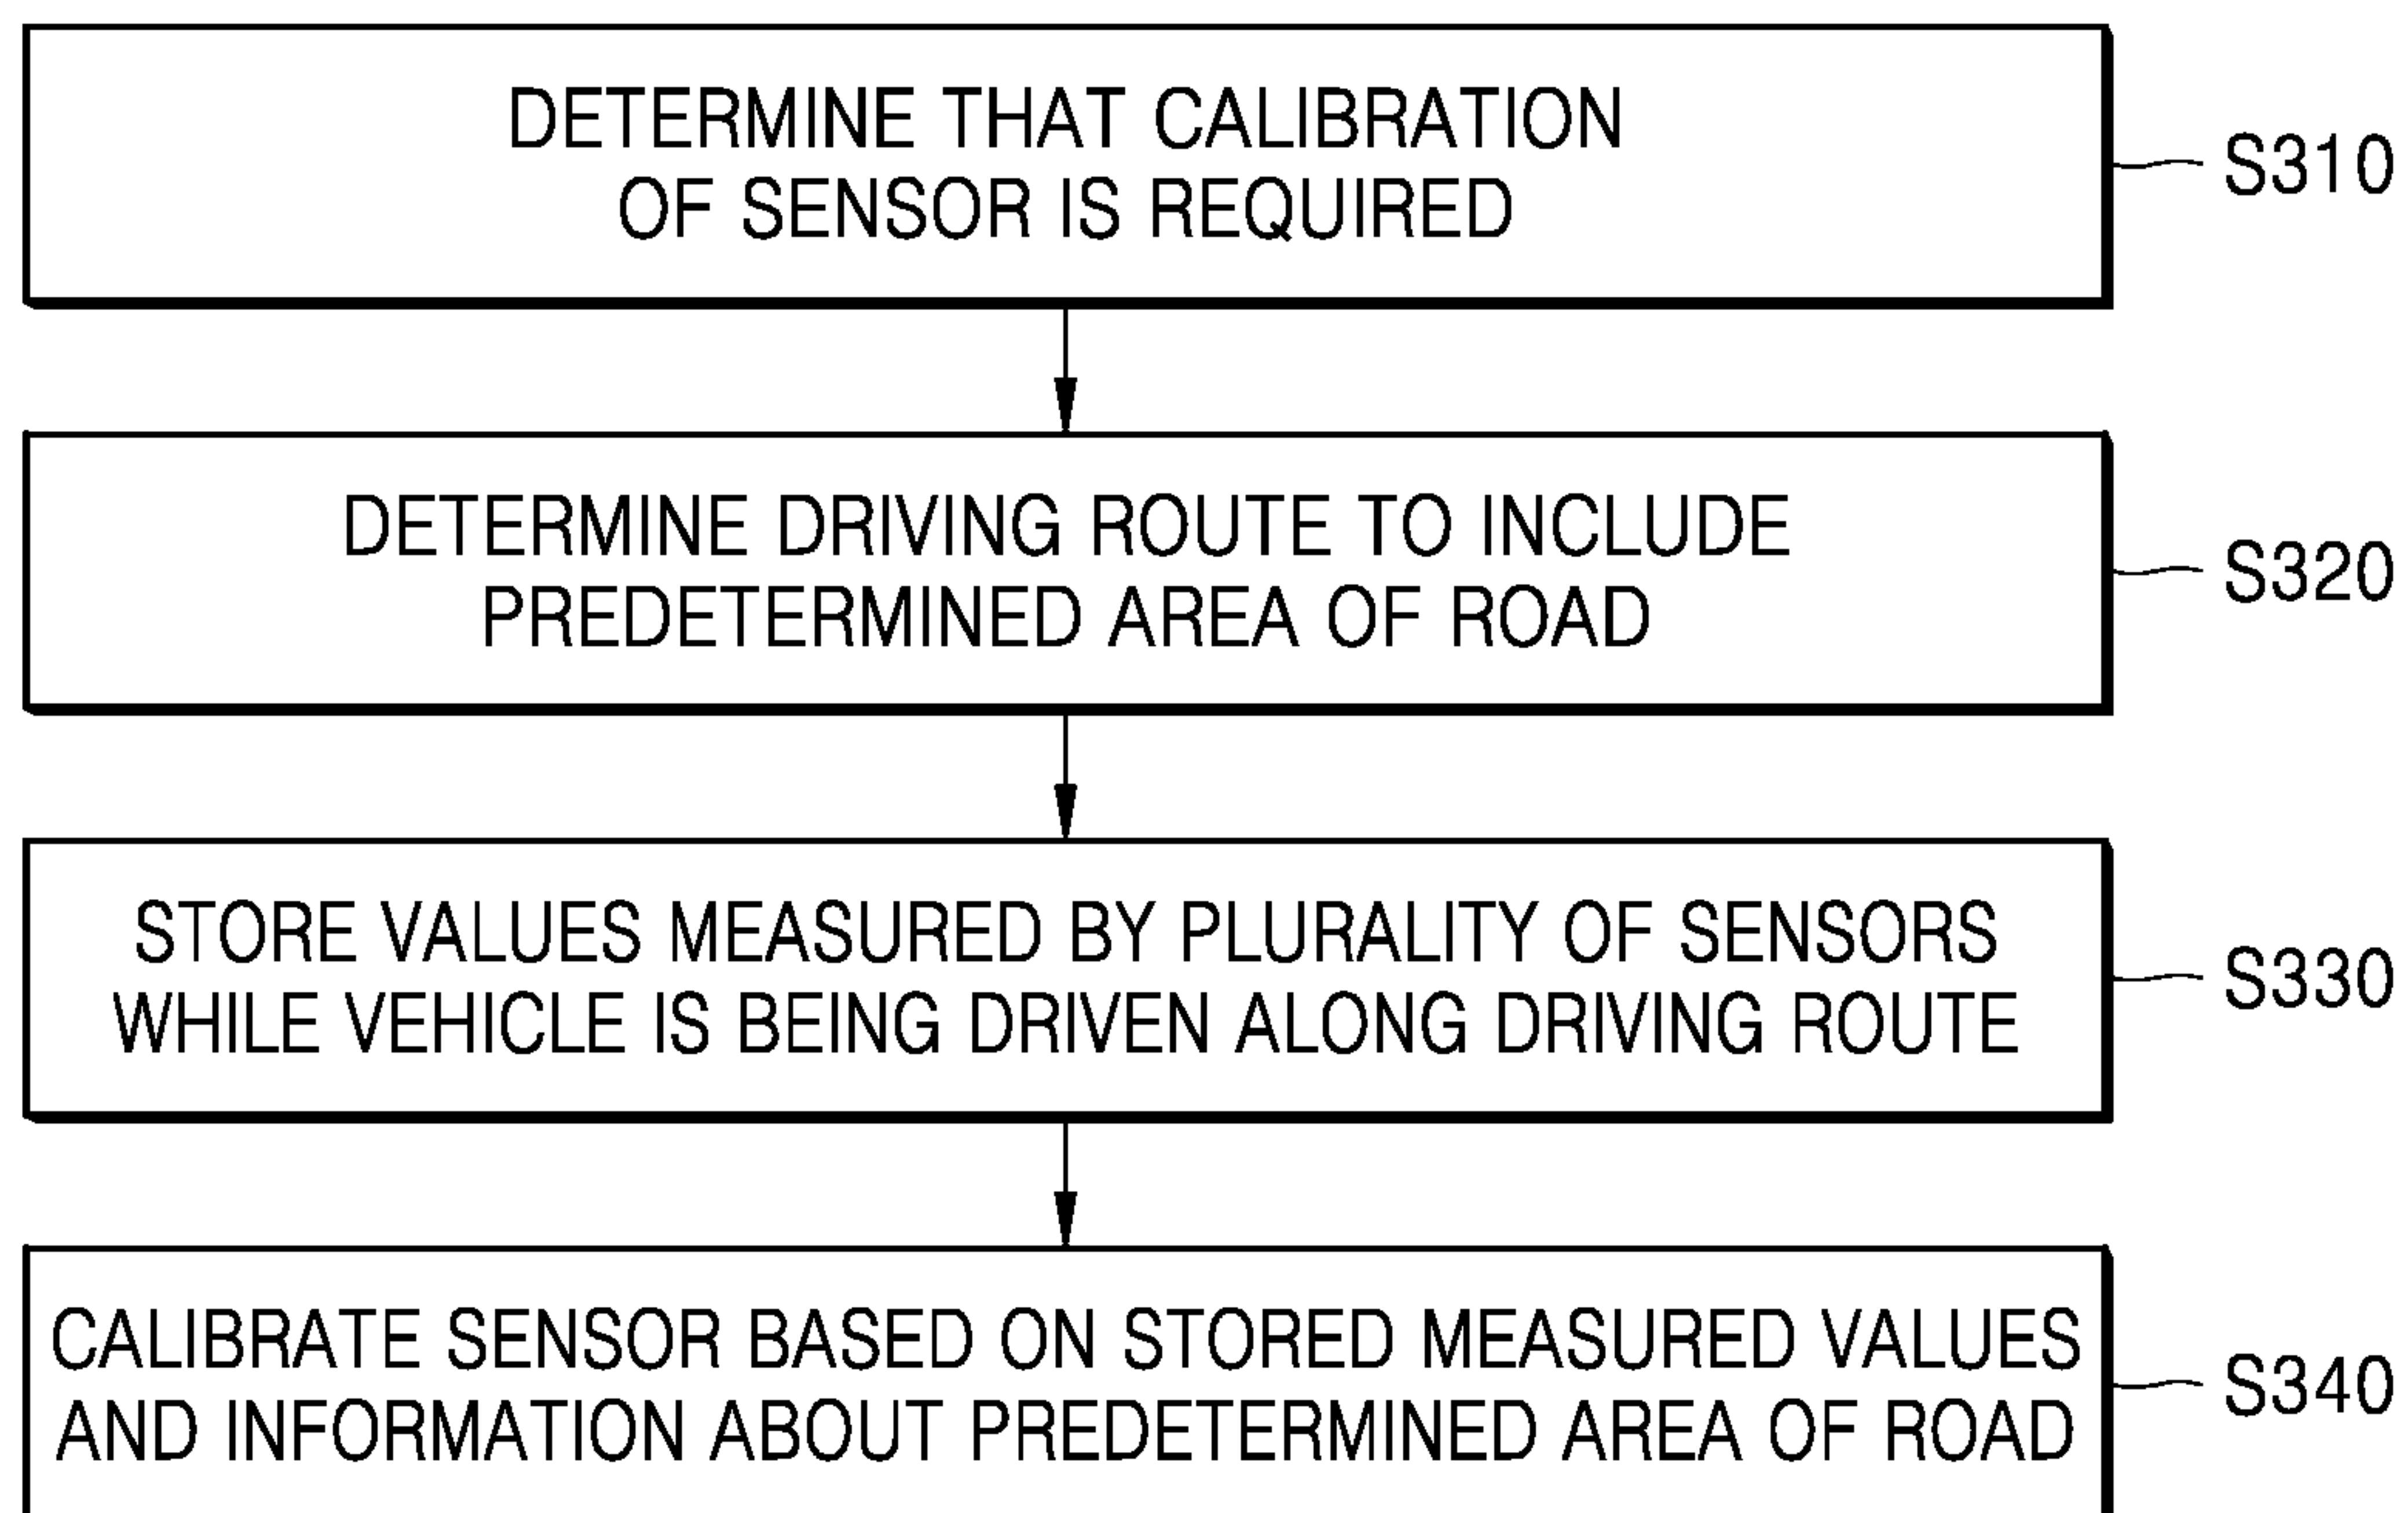 DETERMINE THAT CALIBRATION
OF SENSOR IS REQUIRED
S310
DETERMINE DRIVING ROUTE TO INCLUDE
PREDETERMINED AREA OF ROAD
S320
STORE VALUES MEASURED BY PLURALITY OF SENSORS
WHILE VEHICLE IS BEING DRIVEN ALONG DRIVING ROUTE
S330
CALIBRATE SENSOR BASED ON STORED MEASURED VALUES
AND INFORMATION ABOUT PREDETERMINED AREA OF ROAD
S340